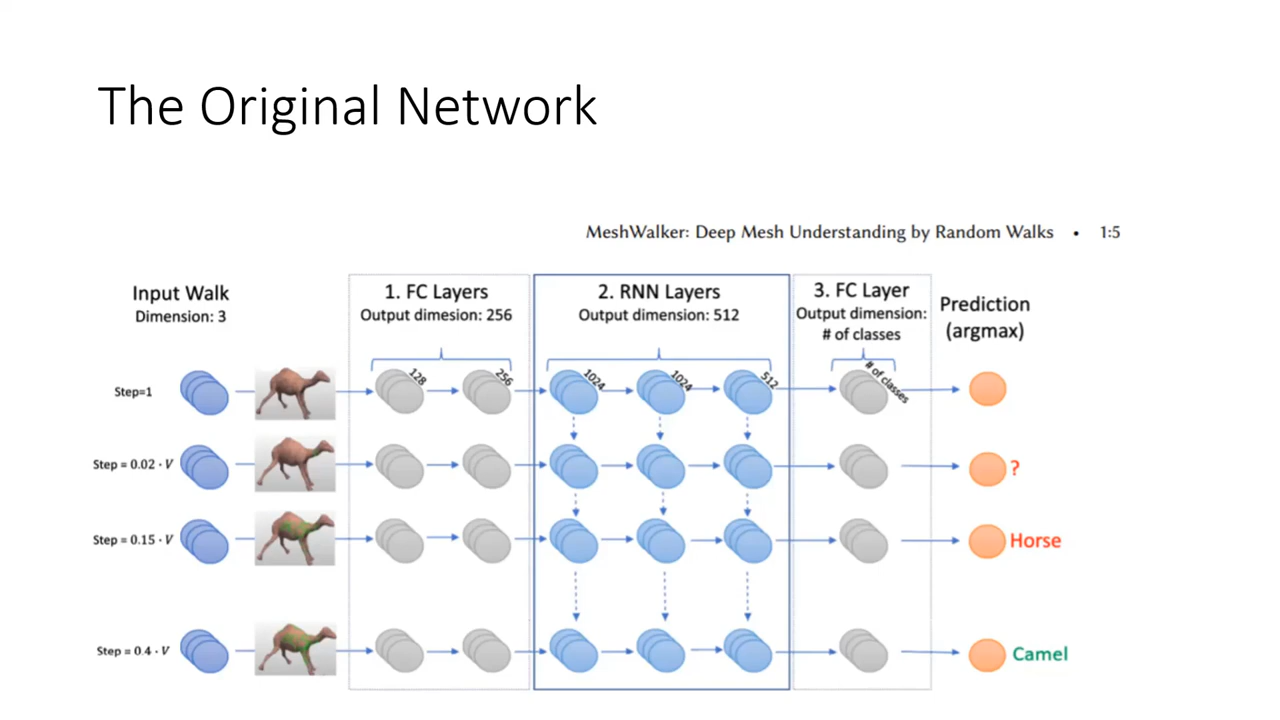 The Original Network
MeshWalker: Deep Mesh Understanding by Random Walks • 1:5
Input Walk
Dimension: 3
1. FC Layers
Output dimesion: 256
2. RNN Layers
Output dimension: 512
3. FC Layer
Output dimension:
# of classes
Prediction
(argmax)
Step=1
128
256
1024
1024
512
# of classes
Step = 0.02 · V
?
Step = 0.15 · V
Horse
Step = 0.4 · V
Camel